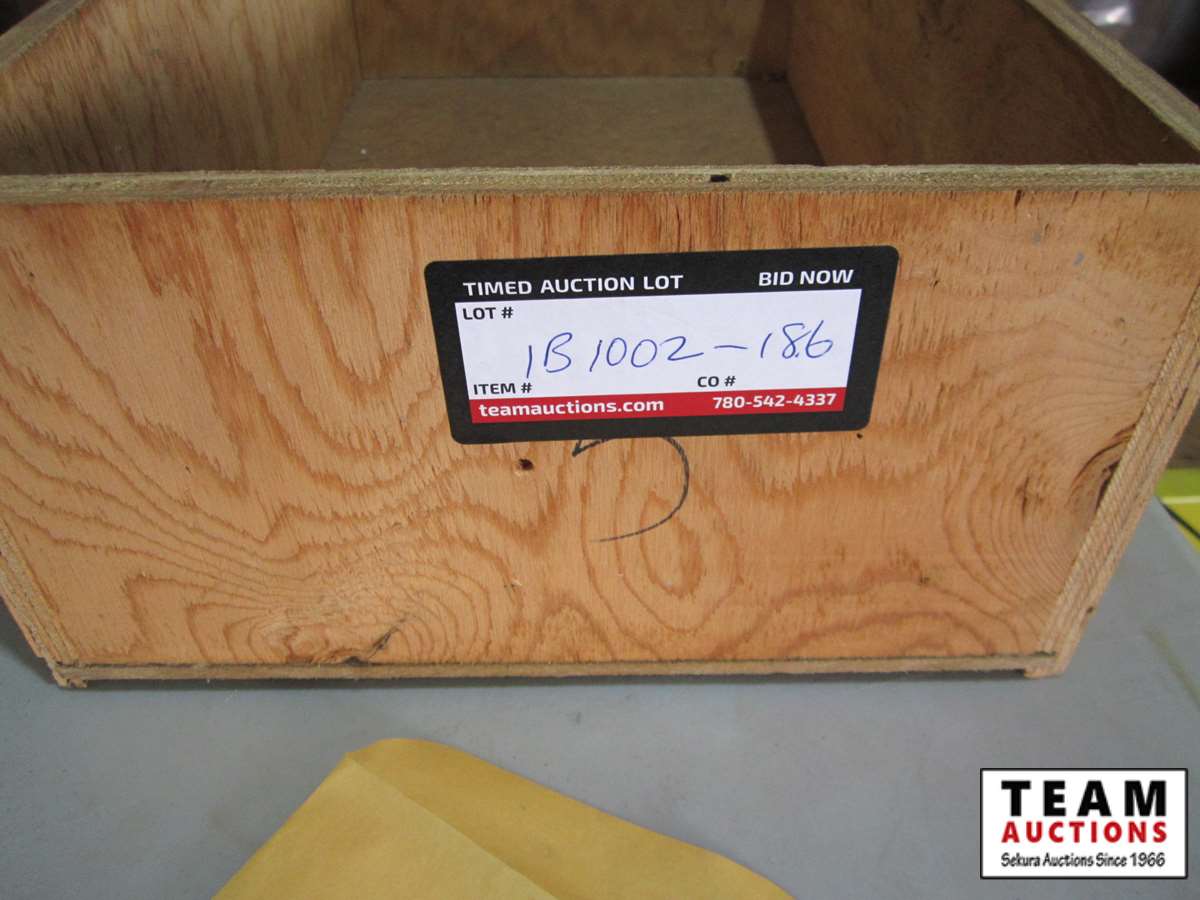 TIMED AUCTION LOT BID NOW
LOT #
1B1002-186
ITEM # CO #
teamauctions.com 780-542-4337
TEAM
AUCTIONS
Sekura Auctions Since 1966